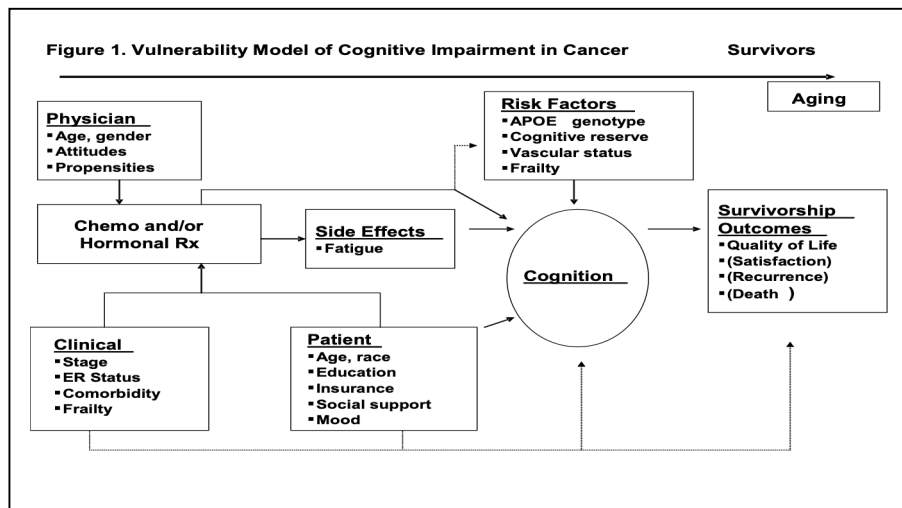 Figure 1. Vulnerability Model of Cognitive Impairment in Cancer Survivors
Aging
Physician
▪Age, gender
▪Attitudes
▪Propensities
Risk Factors
▪APOE genotype
▪Cognitive reserve
▪Vascular status
▪Frailty
Chemo and/or
Hormonal Rx
Side Effects
▪Fatigue
Cognition
Survivorship
Outcomes
▪Quality of Life
▪(Satisfaction)
▪(Recurrence)
▪(Death )
Clinical
▪Stage
▪ER Status
▪Comorbidity
▪Frailty
Patient
▪Age, race
▪Education
▪Insurance
▪Social support
▪Mood